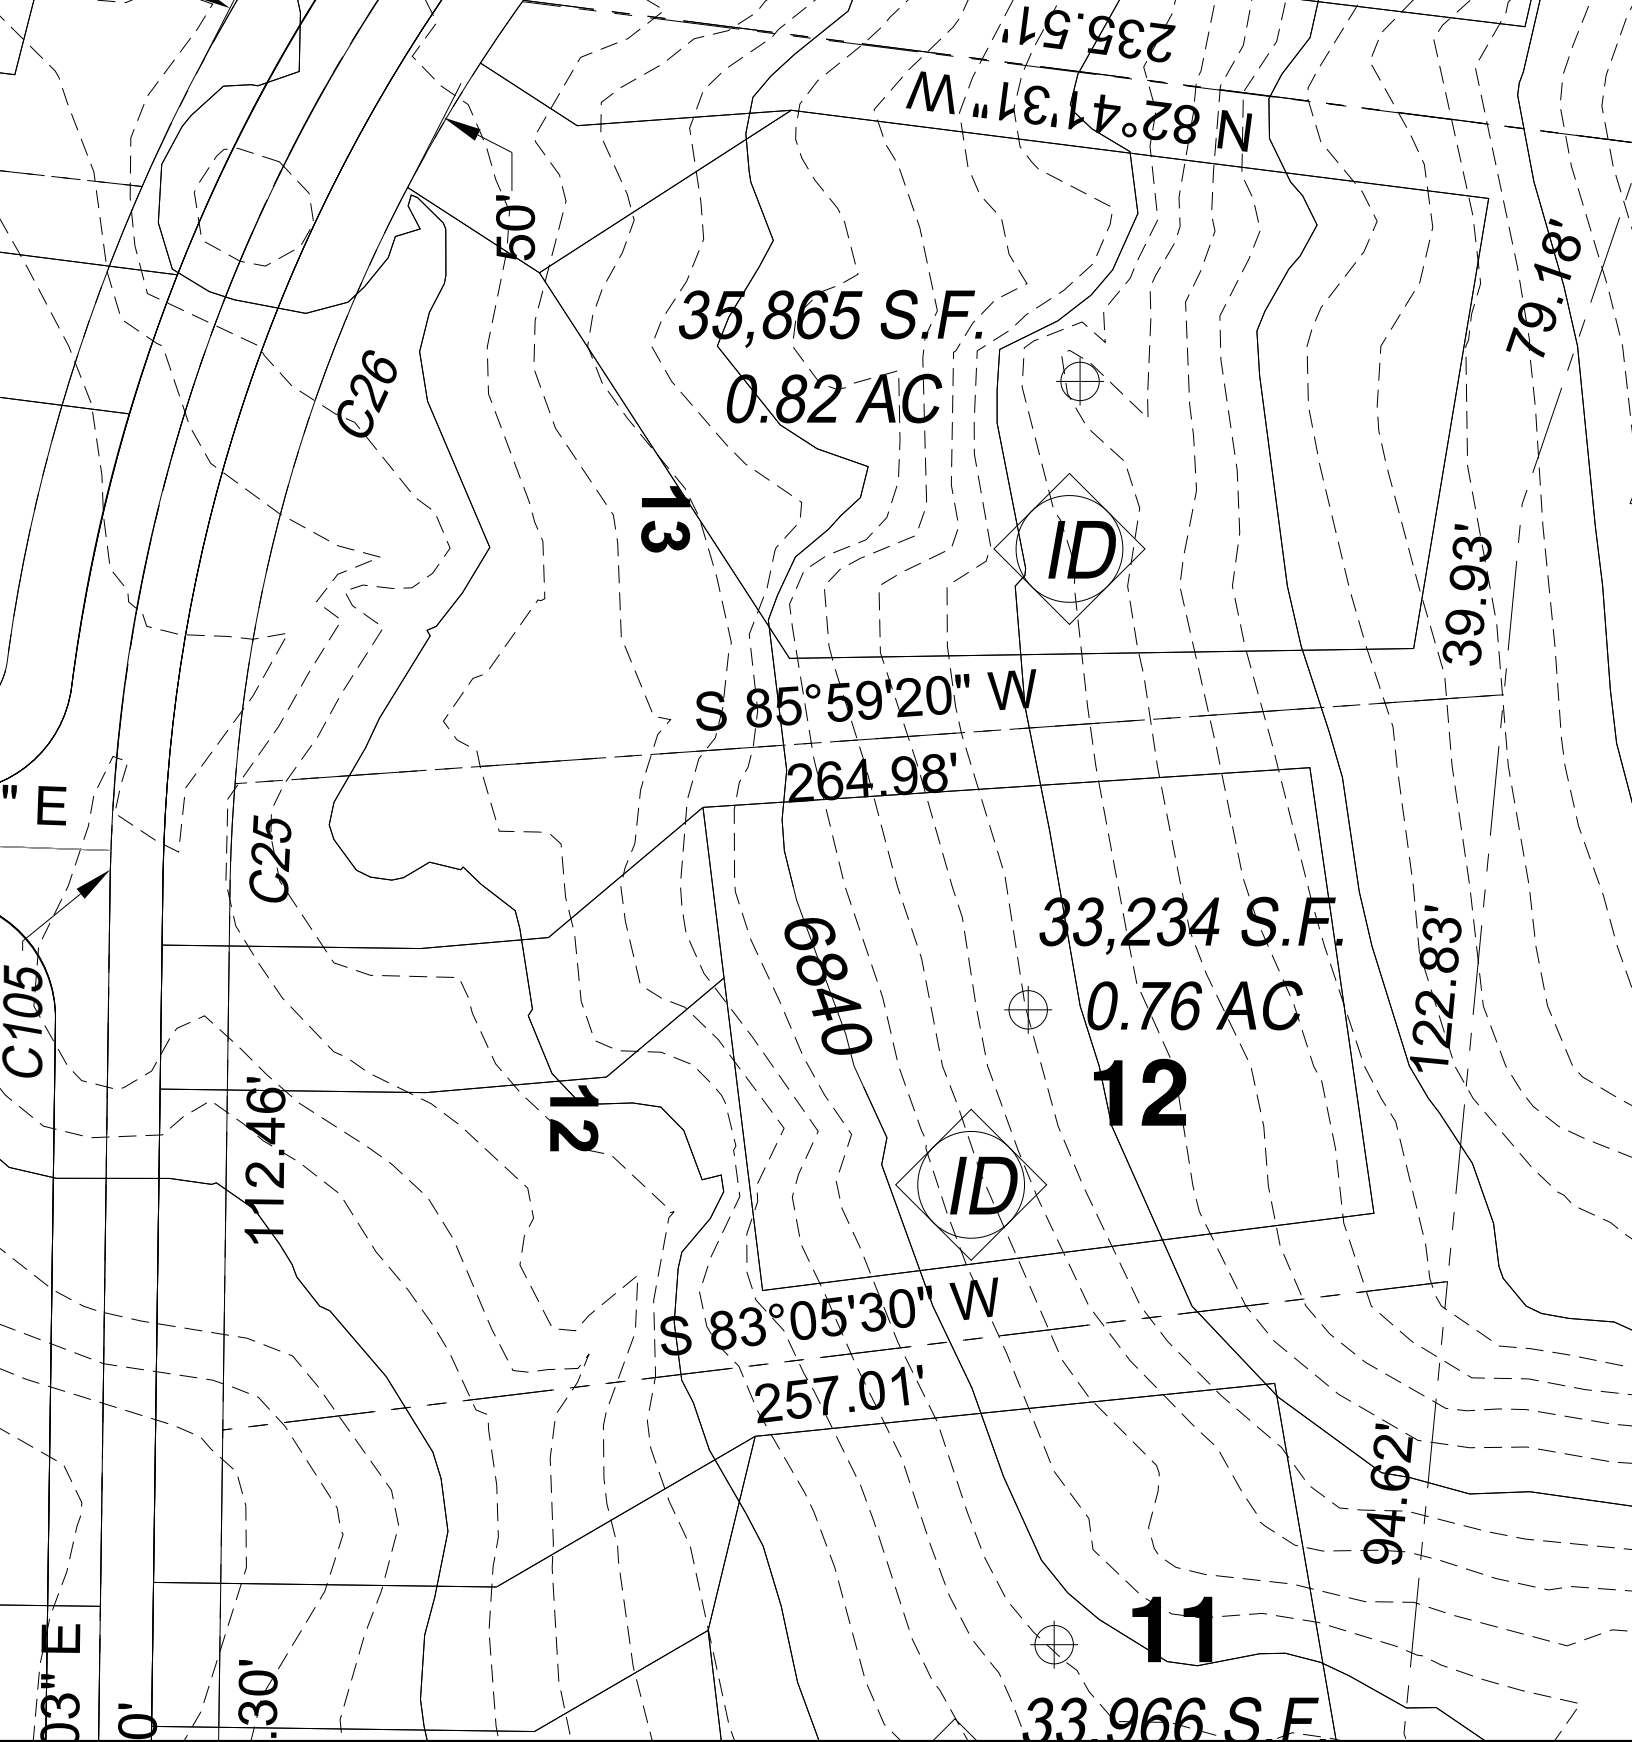 235.51'
N 82°41'31" W
50'
79.18'
35,865 S.F.
0.82 AC
C26
13
ID
39.93'
S 85°59'20" W
264.98'
" E
C25
6840
33,234 S.F.
0.76 AC
12
122.83'
C105
112.46'
12
ID
S 83°05'30" W
257.01'
94.62'
11
33,966 S.F.
03" E
0'
.30'